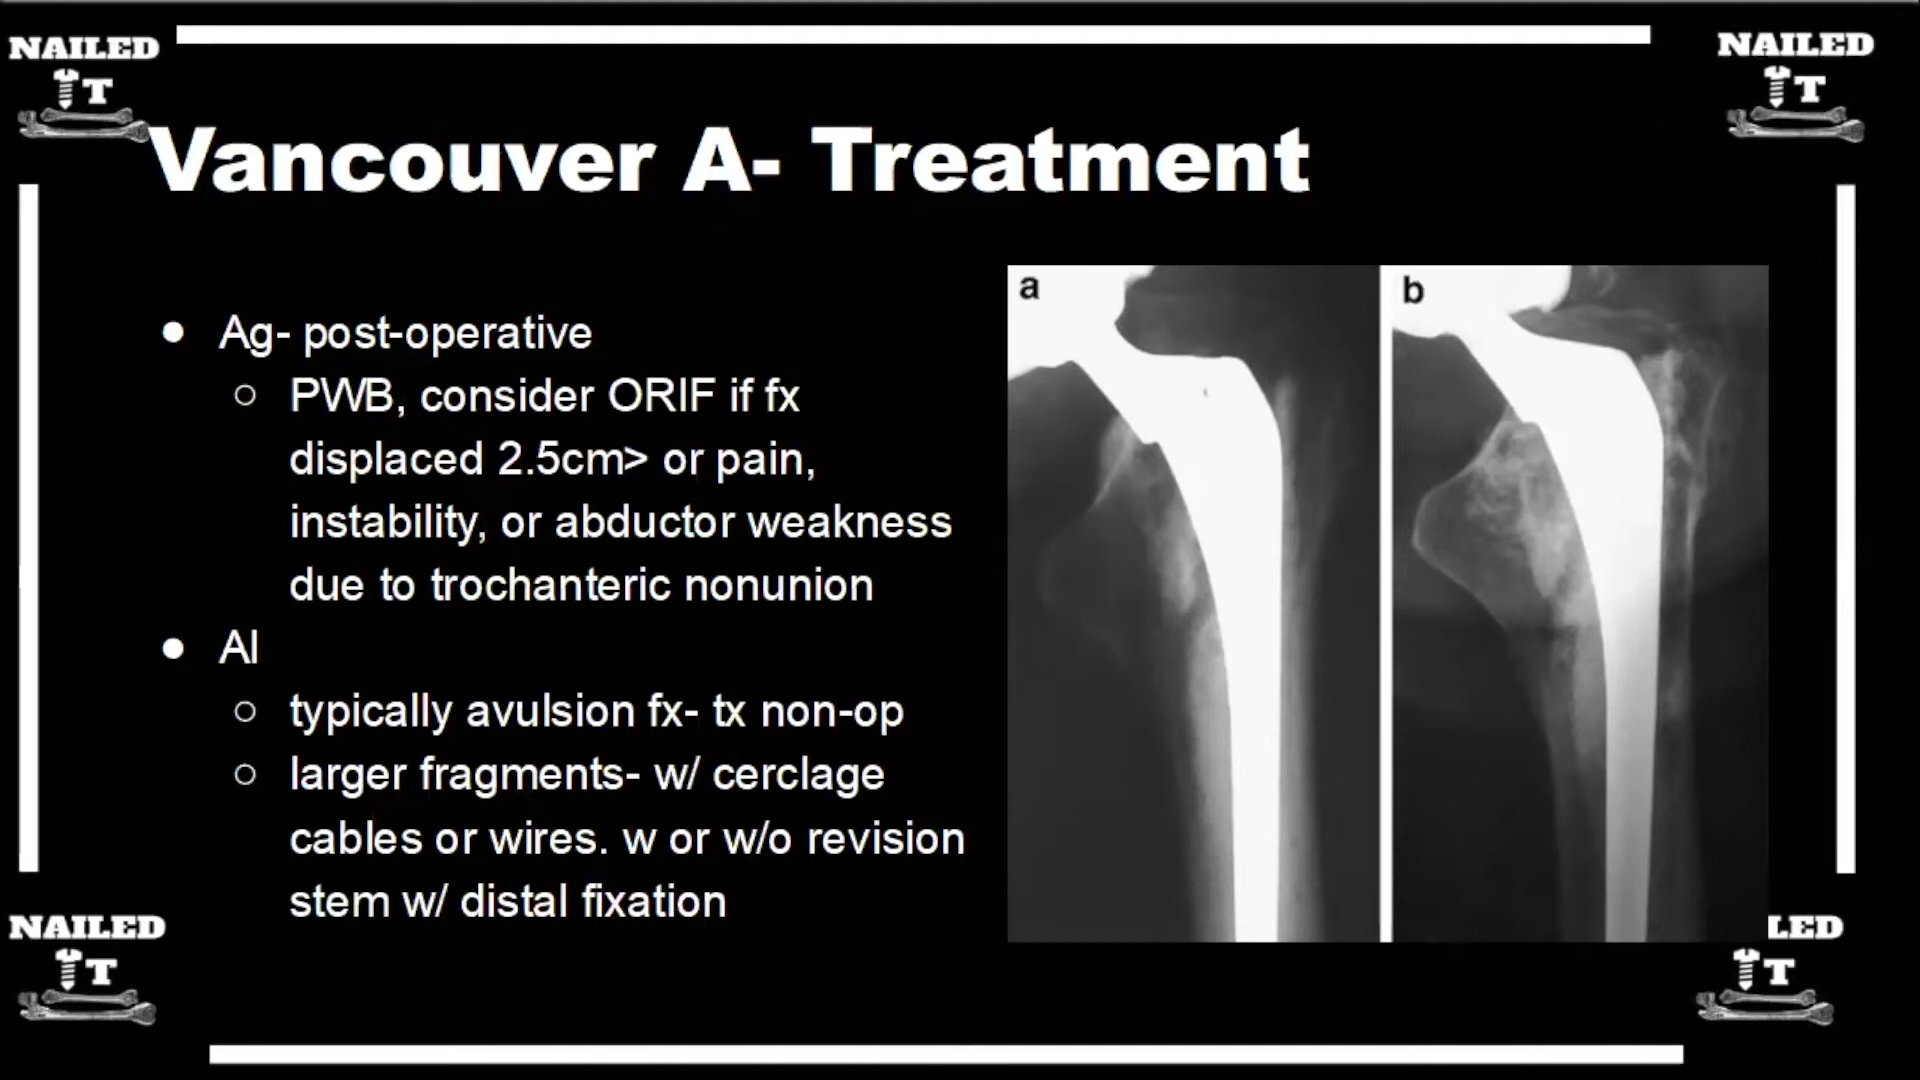 NAILED
IT
NAILED
IT
Vancouver A- Treatment
● Ag- post-operative
○ PWB, consider ORIF if fx
displaced 2.5cm> or pain,
instability, or abductor weakness
due to trochanteric nonunion
● Al
○ typically avulsion fx- tx non-op
○ larger fragments- w/ cerclage
cables or wires. w or w/o revision
stem w/ distal fixation
a
b
NAILED
IT
LED
IT